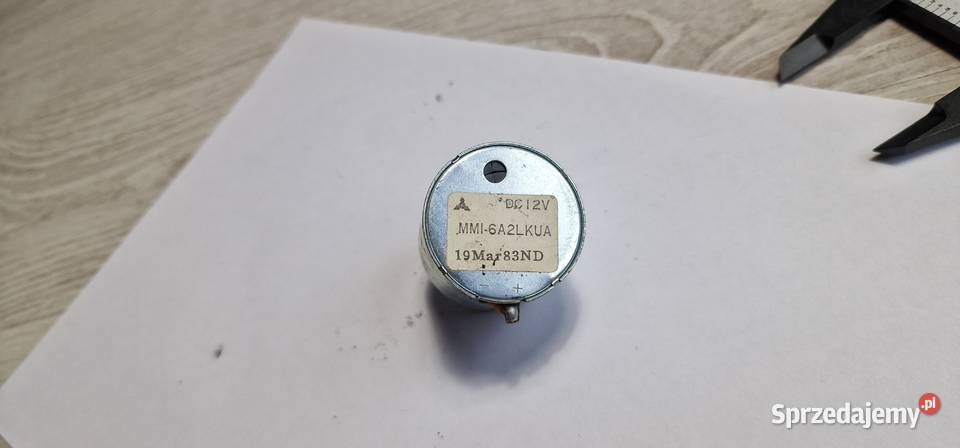 DC12V
MMI-6A2LKUA
19Mar83ND
- +
Sprzedajemy.pl